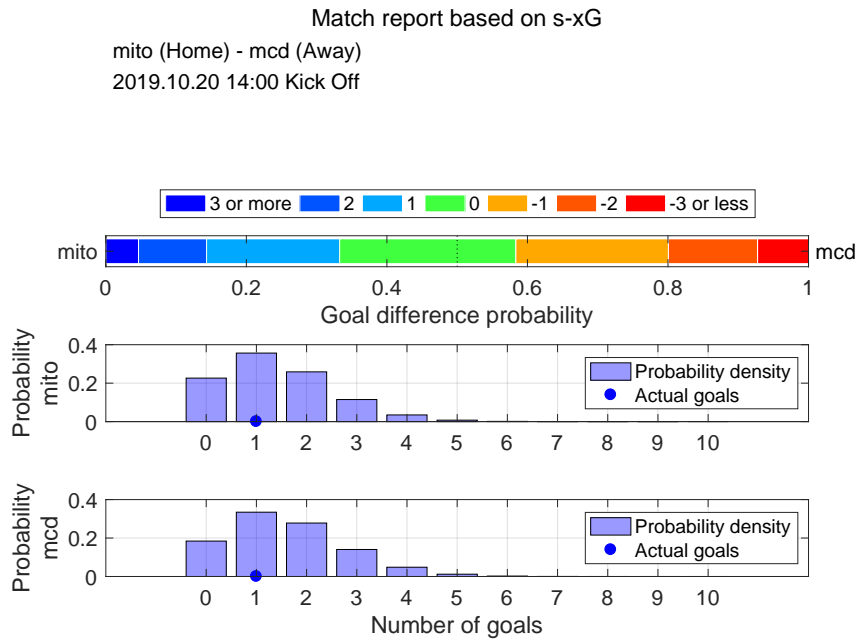 Match report based on s-xG
mito (Home) - mcd (Away)
2019.10.20 14:00 Kick Off
3 or more 2 1 0 -1 -2 -3 or less
mito mcd
0 0.2 0.4 0.6 0.8 1
Goal difference probability
Probability
mito
0.4
0.2
0
Probability density
Actual goals
0 1 2 3 4 5 6 7 8 9 10
Probability
mcd
0.4
0.2
0
Probability density
Actual goals
0 1 2 3 4 5 6 7 8 9 10
Number of goals